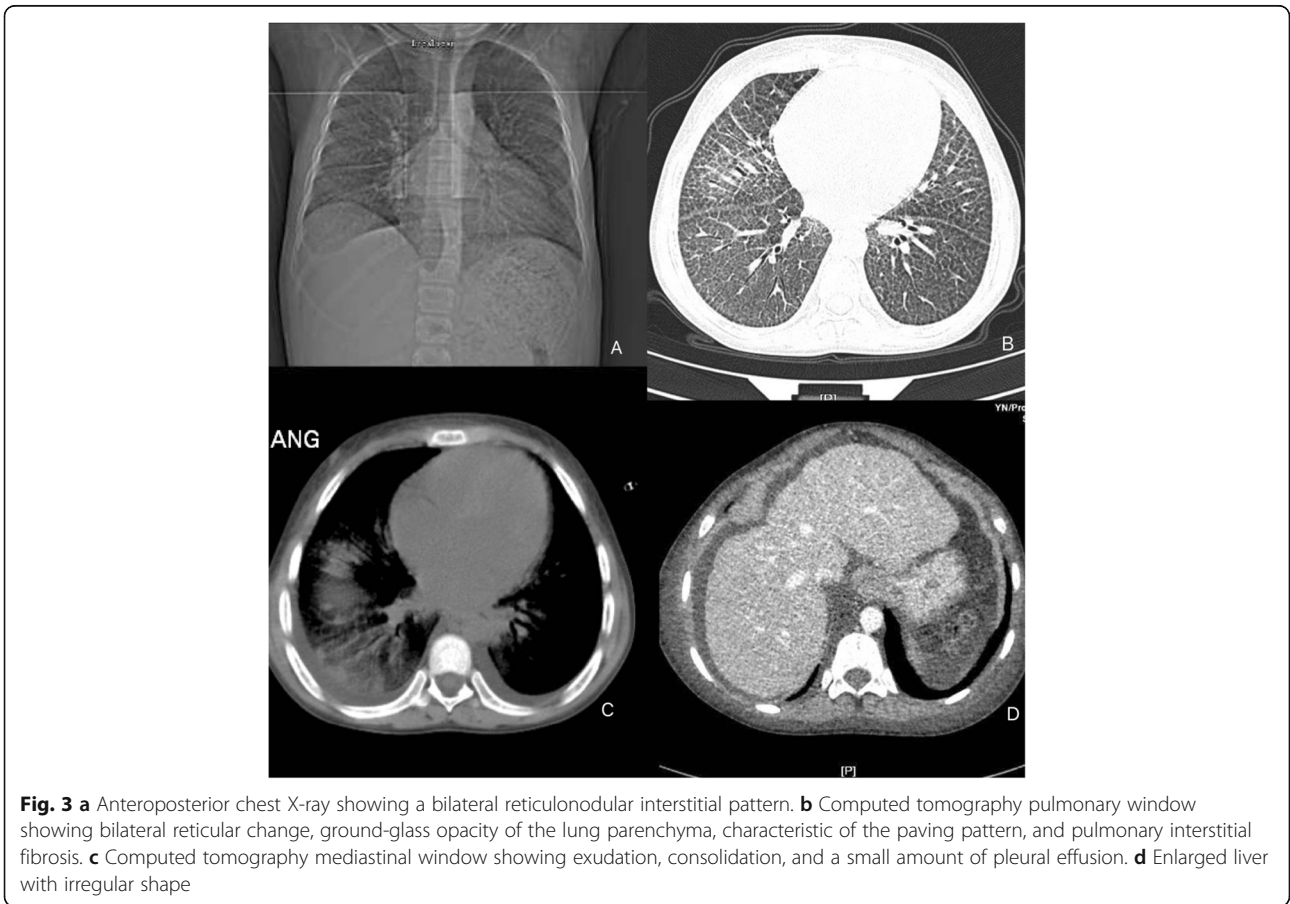 A
B
[P]
ANG
C
YN/Pro
D
[P]
Fig. 3 a Anteroposterior chest X-ray showing a bilateral reticulonodular interstitial pattern. b Computed tomography pulmonary window
showing bilateral reticular change, ground-glass opacity of the lung parenchyma, characteristic of the paving pattern, and pulmonary interstitial
fibrosis. c Computed tomography mediastinal window showing exudation, consolidation, and a small amount of pleural effusion. d Enlarged liver
with irregular shape